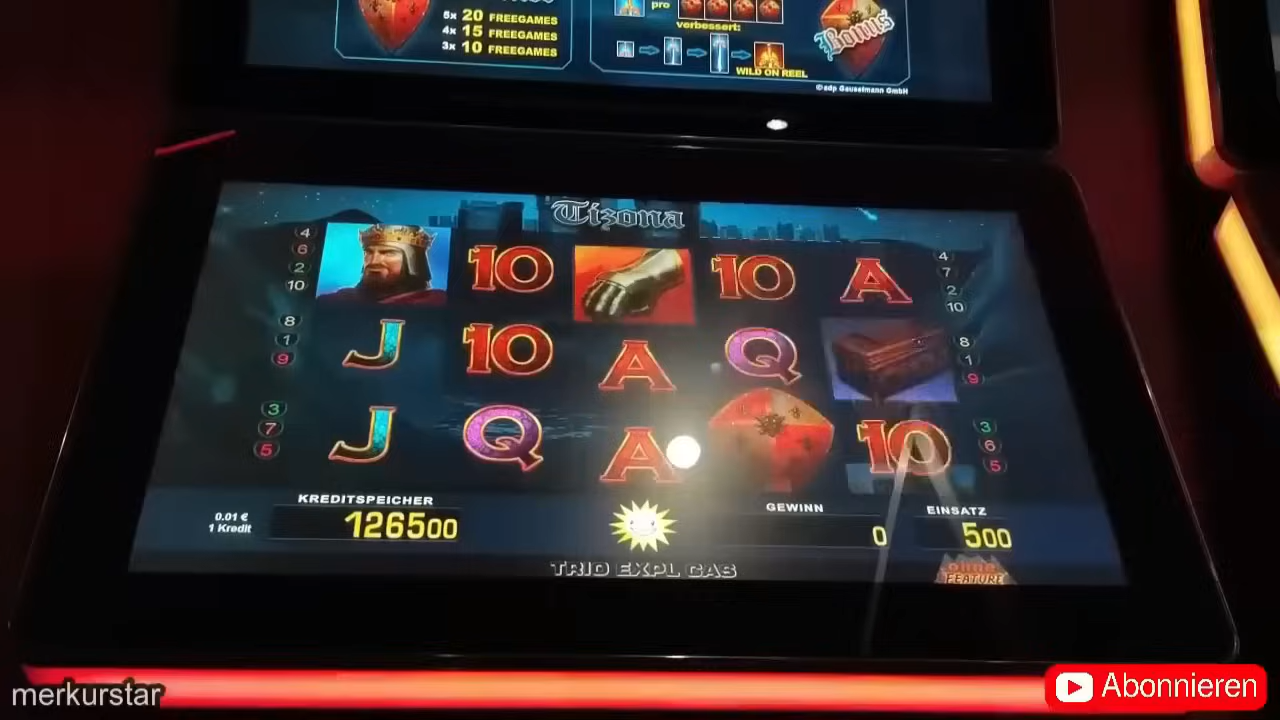 5x 20 FREEGAMES
4x 15 FREEGAMES
3x 10 FREEGAMES
pro
verbessert:
WILD ON REEL
Bonus
©adp Gauselmann GmbH
Tizona
4
6
2
10
8
1
9
3
7
5
10
10
A
J
10
A
Q
J
Q
A
10
4
7
2
10
8
1
9
3
6
5
KREDITSPEICHER
0.01 €
1 Kredit
126500
GEWINN
0
EINSATZ
500
TRIO EXPL CAS
ohne
FEATURE
merkurstar
Abonnieren